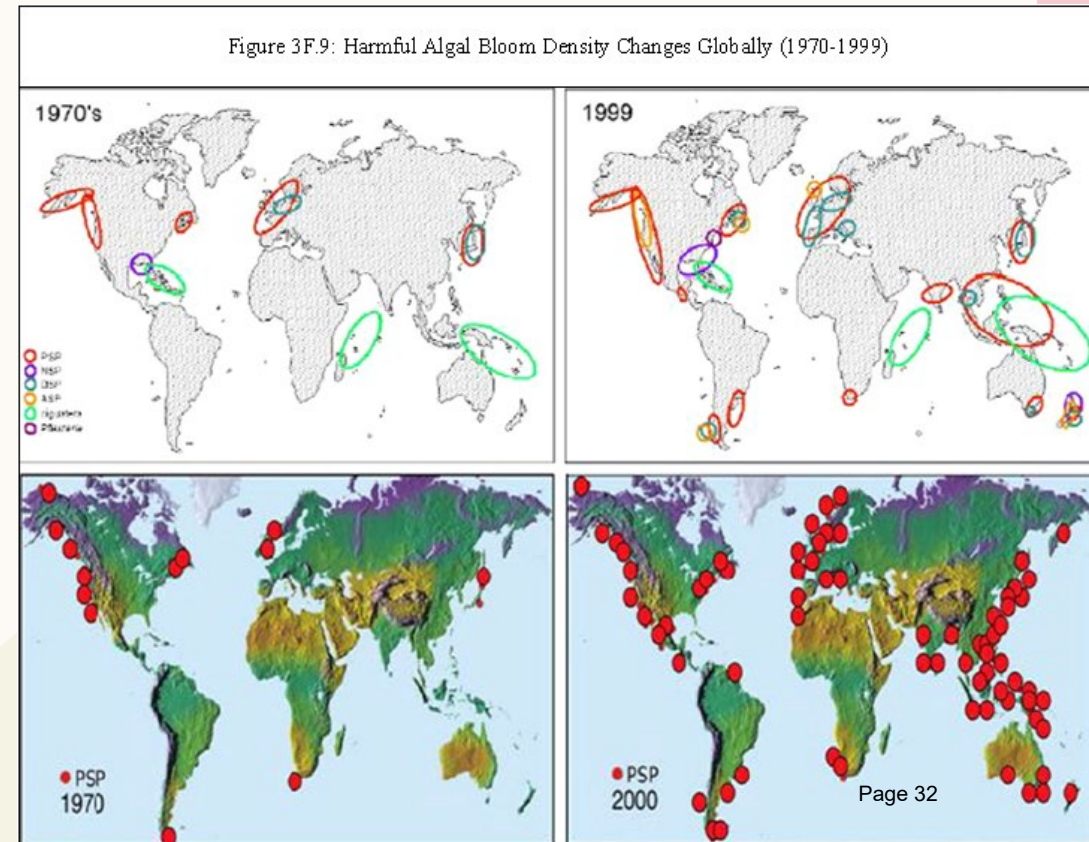 Figure 3F.9: Harmful Algal Bloom Density Changes Globally (1970-1999)
1970's
1999
PSP
NSP
DSP
ASP
PSP
1970
PSP
2000
Page 32